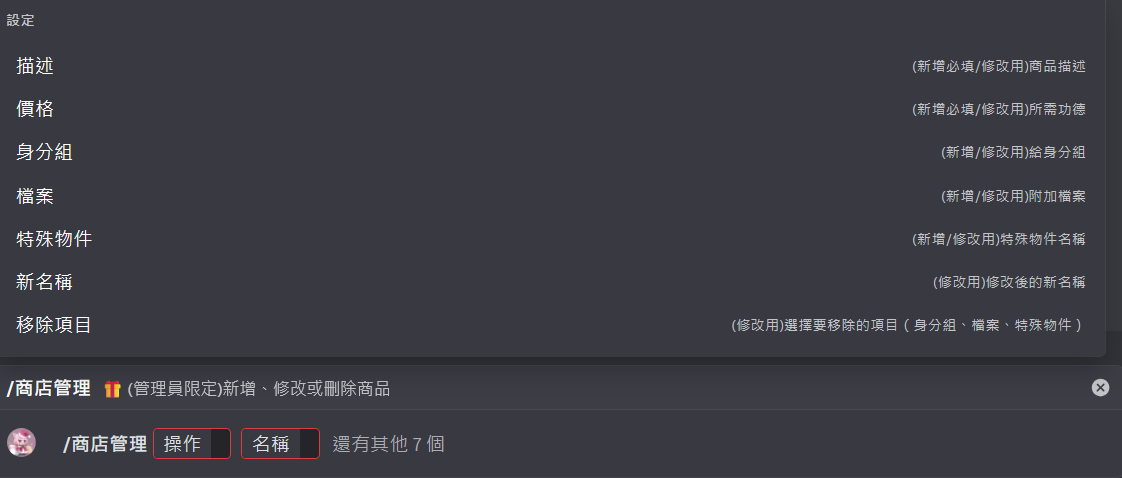 設定
描述 (新增必填/修改用)商品描述
價格 (新增必填/修改用)所需功德
身分組 (新增/修改用)給身分組
檔案 (新增/修改用)附加檔案
特殊物件 (新增/修改用)特殊物件名稱
新名稱 (修改用)修改後的新名稱
移除項目 (修改用)選擇要移除的項目（身分組、檔案、特殊物件）
/商店管理 🎁 (管理員限定)新增、修改或刪除商品
/商店管理 操作 名稱 還有其他 7 個